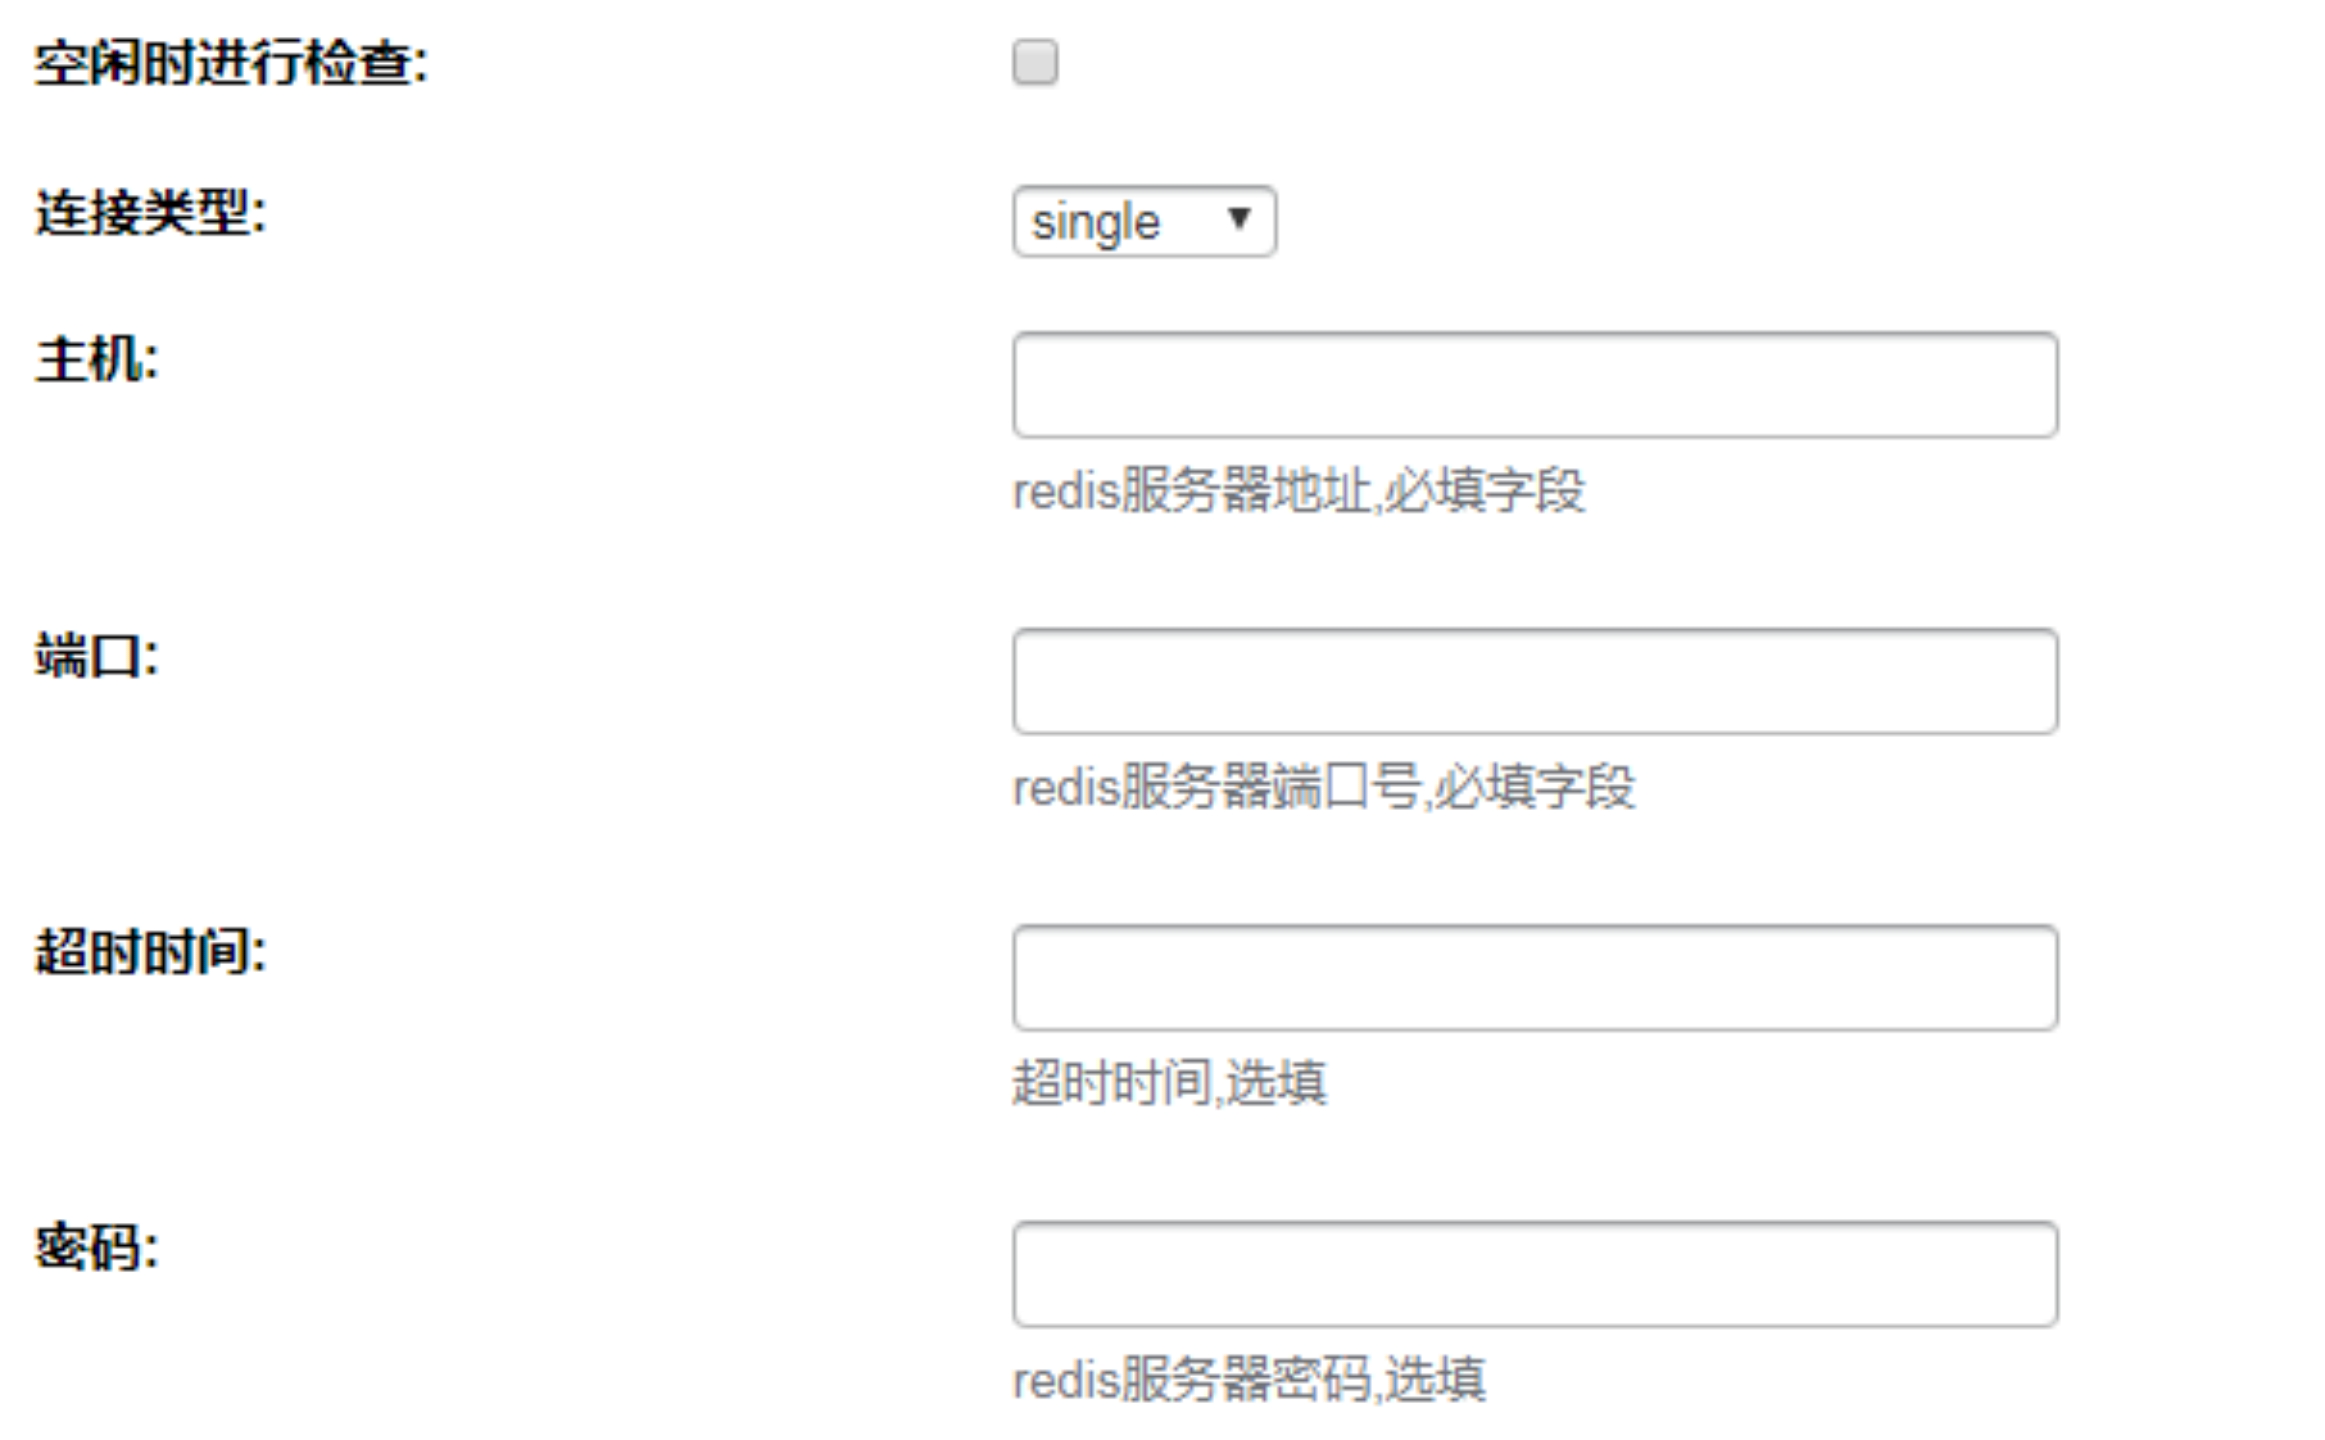 空闲时进行检查:
连接类型: single
主机:
redis服务器地址,必填字段
端口:
redis服务器端口号,必填字段
超时时间:
超时时间,选填
密码:
redis服务器密码,选填